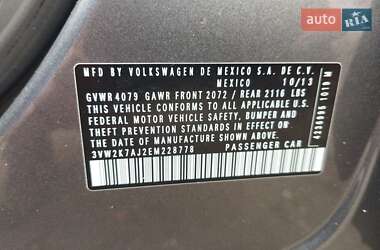 auto RIA
MFD BY VOLKSWAGEN DE MEXICO S.A. DE C.V.
MEXICO 10/13
GVWR 4079 GAWR FRONT 2072 / REAR 2116 LBS
THIS VEHICLE CONFORMS TO ALL APPLICABLE U.S.
FEDERAL MOTOR VEHICLE SAFETY, BUMPER AND
THEFT PREVENTION STANDARDS IN EFFECT ON THE
DATE OF MANUFACTURE SHOWN ABOVE
3VW2K7AJ2EM228778 PASSENGER CAR